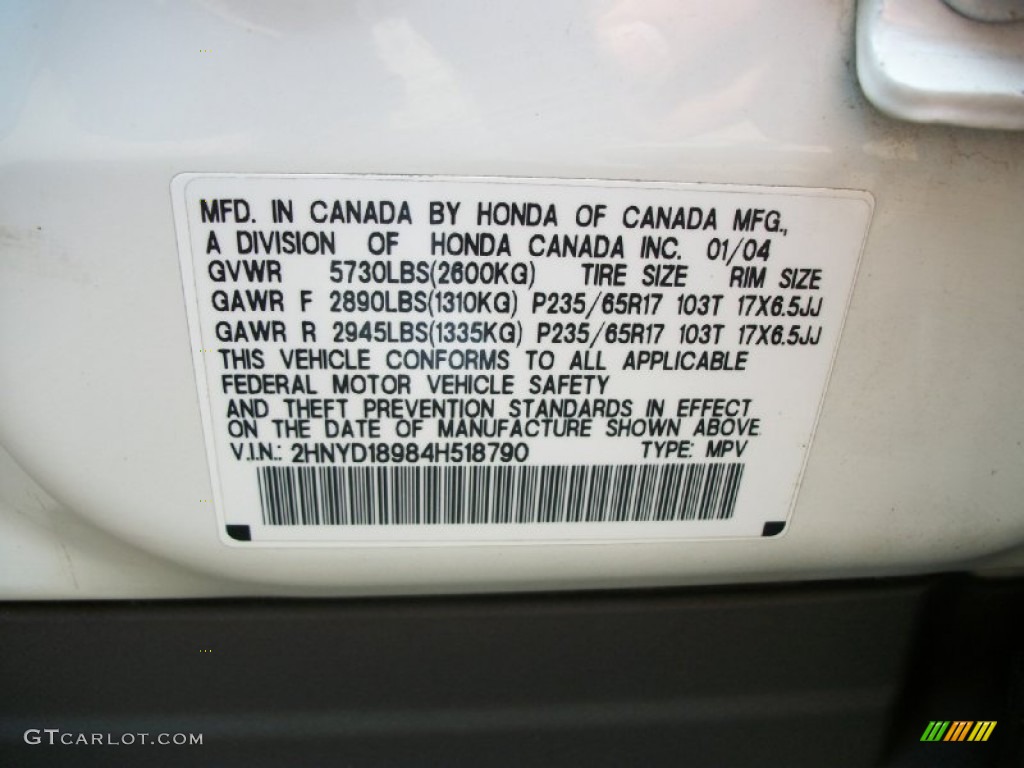 MFD. IN CANADA BY HONDA OF CANADA MFG.,
A DIVISION OF HONDA CANADA INC. 01/04
GVWR 5730LBS(2600KG) TIRE SIZE RIM SIZE
GAWR F 2890LBS(1310KG) P235/65R17 103T 17X6.5JJ
GAWR R 2945LBS(1335KG) P235/65R17 103T 17X6.5JJ
THIS VEHICLE CONFORMS TO ALL APPLICABLE
FEDERAL MOTOR VEHICLE SAFETY
AND THEFT PREVENTION STANDARDS IN EFFECT
ON THE DATE OF MANUFACTURE SHOWN ABOVE.
V.I.N.: 2HNYD18984H518790 TYPE: MPV
GTCARLOT.COM